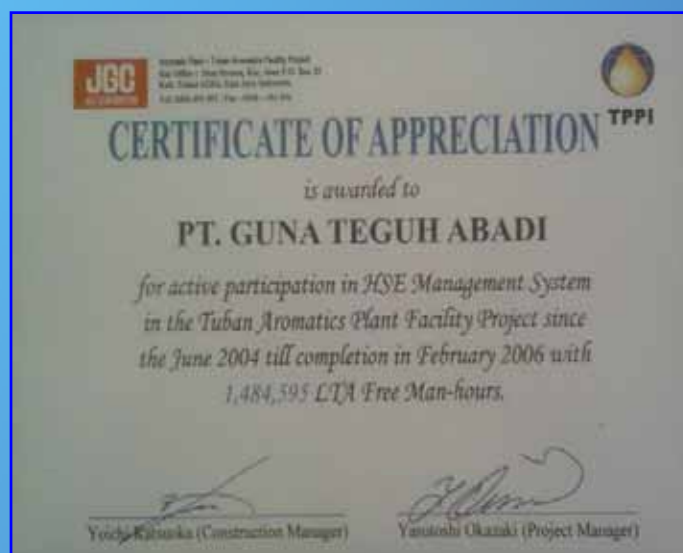 JGC
TPPI
CERTIFICATE OF APPRECIATION
is awarded to
PT. GUNA TEGUH ABADI
for active participation in HSE Management System
in the Tuban Aromatics Plant Facility Project since
the June 2004 till completion in February 2006 with
1,484,595 LTA Free Man-hours.
Yoichi Katsuoka (Construction Manager)
Yasutoshi Okazaki (Project Manager)